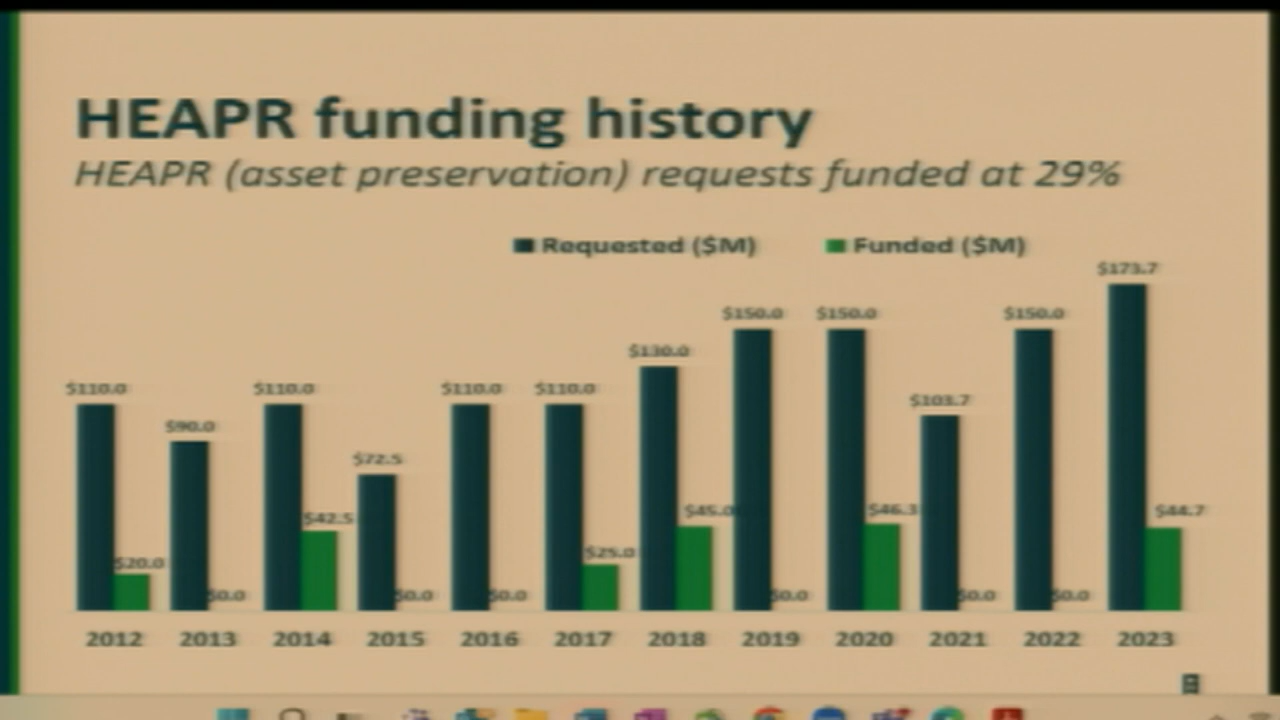 HEAPR funding history
HEAPR (asset preservation) requests funded at 29%
Requested ($M) Funded ($M)
$110.0 $90.0 $110.0 $72.5 $110.0 $110.0 $130.0 $150.0 $150.0 $103.7 $150.0 $173.7
$20.0 $0.0 $42.5 $0.0 $0.0 $25.0 $45.0 $0.0 $46.3 $0.0 $0.0 $44.7
2012 2013 2014 2015 2016 2017 2018 2019 2020 2021 2022 2023